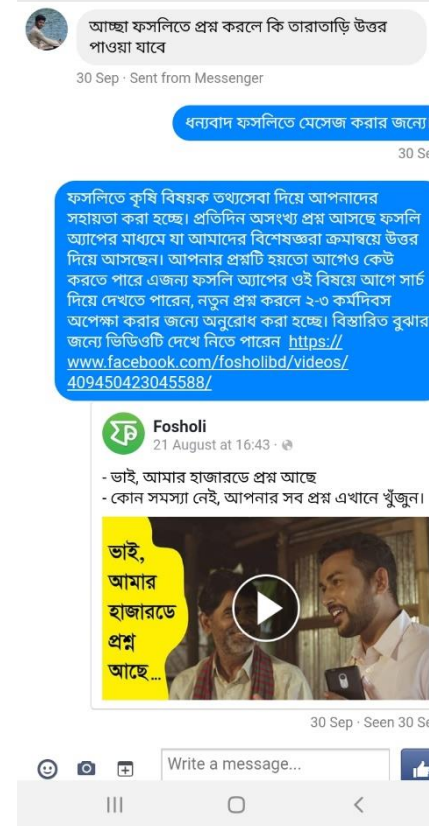 আচ্ছা ফসলিতে প্রশ্ন করলে কি তারাতাড়ি উত্তর
পাওয়া যাবে
30 Sep · Sent from Messenger
ধন্যবাদ ফসলিতে মেসেজ করার জন্যে।
30 Se
ফসলিতে কৃষি বিষয়ক তথ্যসেবা দিয়ে আপনাদের
সহায়তা করা হচ্ছে। প্রতিদিন অসংখ্য প্রশ্ন আসছে ফসলি
অ্যাপের মাধ্যমে যা আমাদের বিশেষজ্ঞরা ক্রমান্বয়ে উত্তর
দিয়ে আসছেন। আপনার প্রশ্নটি হয়তো আগেও কেউ
করতে পারে এজন্য ফসলি অ্যাপের ওই বিষয়ে আগে সার্চ
দিয়ে দেখতে পারেন, নতুন প্রশ্ন করলে ২-৩ কর্মদিবস
অপেক্ষা করার জন্যে অনুরোধ করা হচ্ছে। বিস্তারিত বুঝার
জন্যে ভিডিওটি দেখে নিতে পারেন https://
www.facebook.com/fosholibd/videos/
409450423045588/
ফ
Fosholi
21 August at 16:43 ·
- ভাই, আমার হাজারডে প্রশ্ন আছে
- কোন সমস্যা নেই, আপনার সব প্রশ্ন এখানে খুঁজুন।
ভাই,
আমার
হাজারডে
প্রশ্ন
আছে...
30 Sep · Seen 30 Se
Write a message...